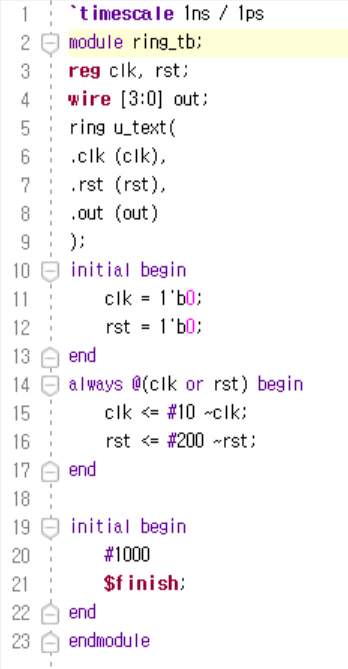 1 `timescale 1ns / 1ps
2 module ring_tb;
3 reg clk, rst;
4 wire [3:0] out;
5 ring u_text(
6 .clk (clk),
7 .rst (rst),
8 .out (out)
9 );
10 initial begin
11 clk = 1'b0;
12 rst = 1'b0;
13 end
14 always @(clk or rst) begin
15 clk <= #10 ~clk;
16 rst <= #200 ~rst;
17 end
18
19 initial begin
20 #1000
21 $finish;
22 end
23 endmodule